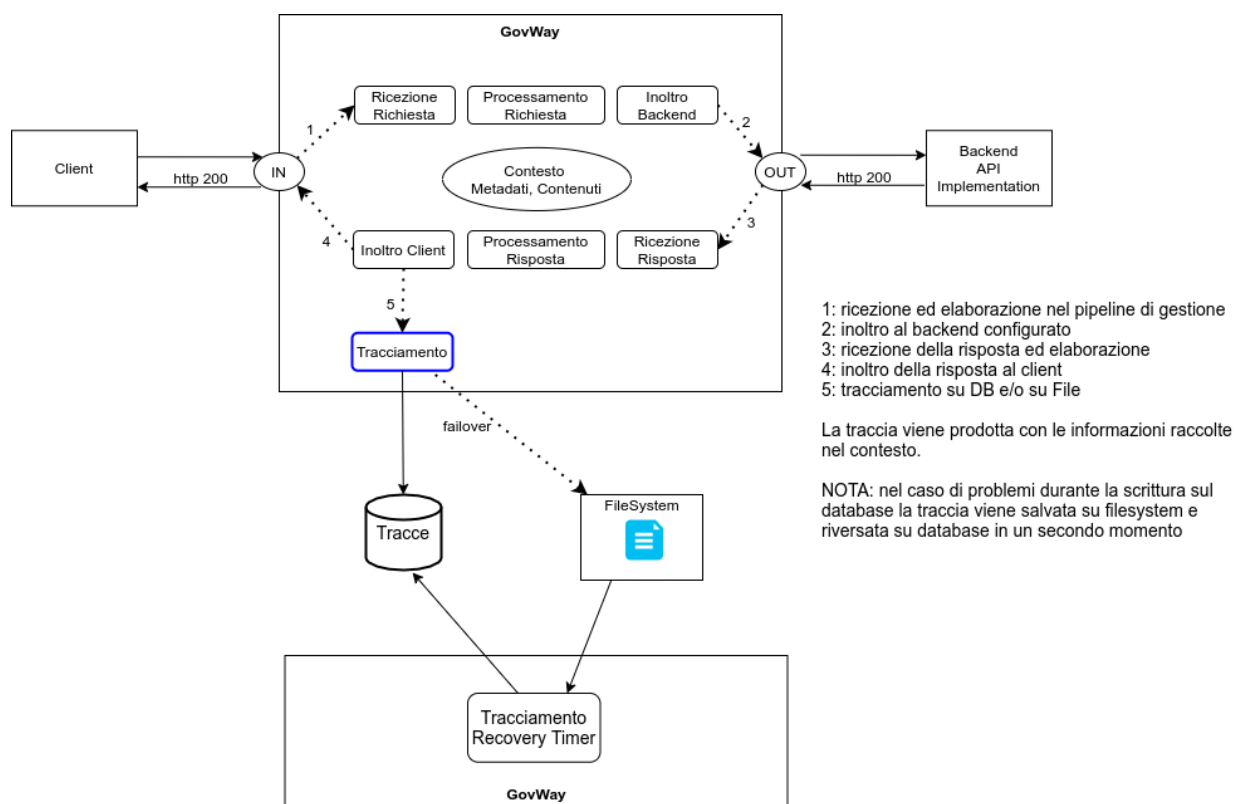 GovWay
Ricezione
Richiesta
Processamento
Richiesta
Inoltro
Backend
1
2
Client
http 200
IN
Contesto
Metadati, Contenuti
OUT
http 200
Backend
API
Implementation
4
3
Inoltro Client
Processamento
Risposta
Ricezione
Risposta
5
Tracciamento
failover
1: ricezione ed elaborazione nel pipeline di gestione
2: inoltro al backend configurato
3: ricezione della risposta ed elaborazione
4: inoltro della risposta al client
5: tracciamento su DB e/o su File
La traccia viene prodotta con le informazioni raccolte
nel contesto.
NOTA: nel caso di problemi durante la scrittura sul
database la traccia viene salvata su filesystem e
riversata su database in un secondo momento
Tracce
FileSystem
Tracciamento
Recovery Timer
GovWay